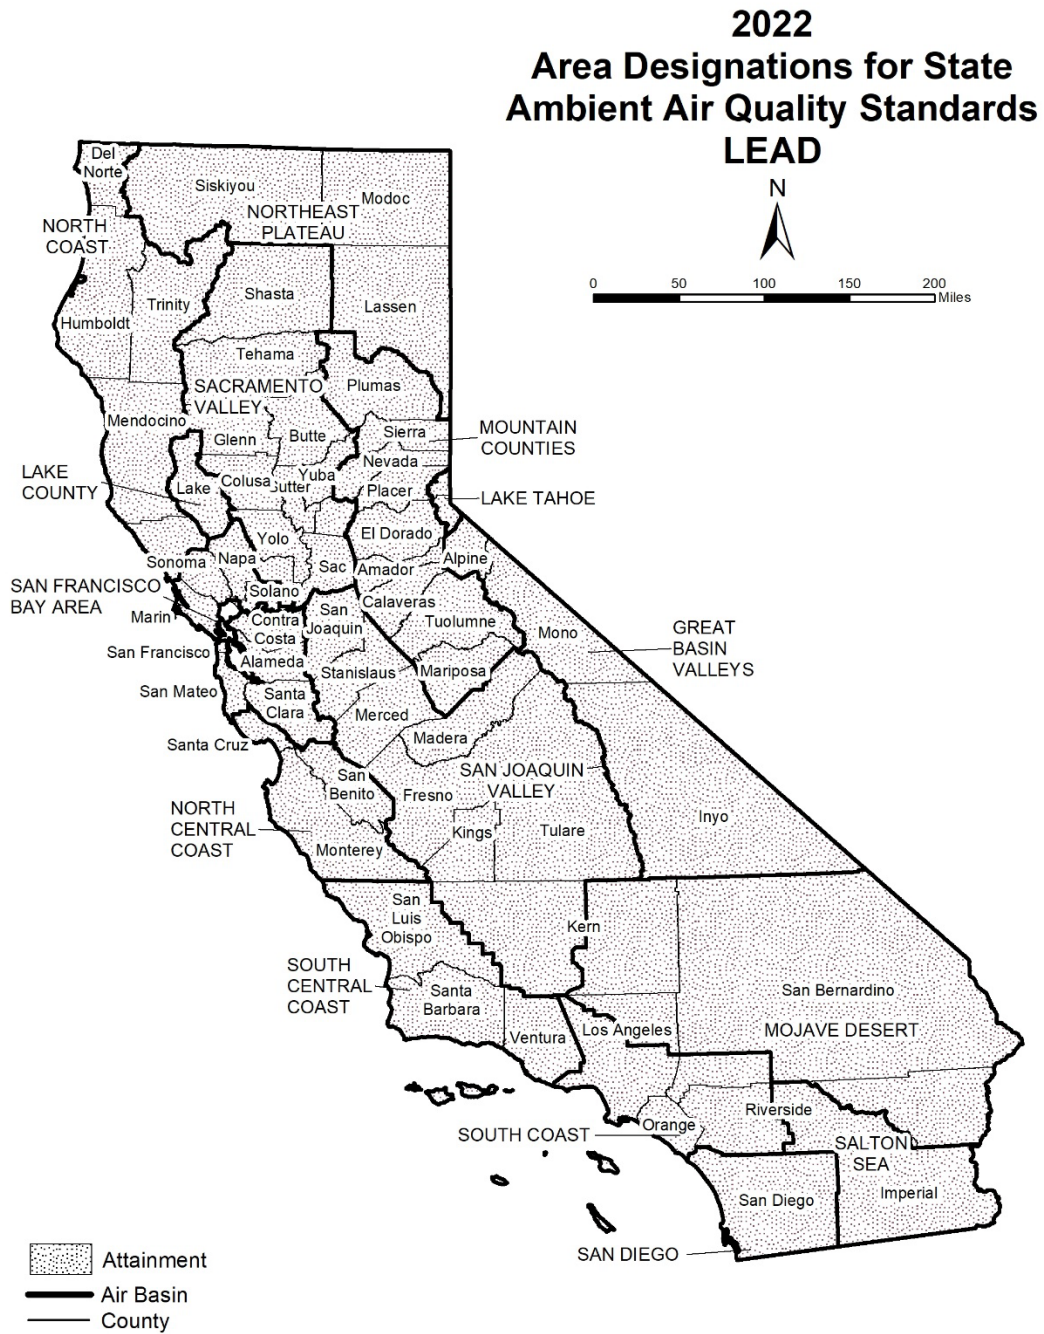 2022
Area Designations for State
Ambient Air Quality Standards
LEAD
N
0 50 100 150 200
Miles
Del
Norte
Siskiyou
Modoc
NORTHEAST
PLATEAU
NORTH
COAST
Trinity
Shasta
Lassen
Humboldt
Tehama
SACRAMENTO
VALLEY
Plumas
Mendocino
Glenn
Butte
Sierra
MOUNTAIN
COUNTIES
Nevada
LAKE
COUNTY
Lake
Colusa
Sutter
Yuba
Placer
LAKE TAHOE
Yolo
El Dorado
Sonoma
Napa
Sac
Amador
Alpine
SAN FRANCISCO
BAY AREA
Solano
Marin
Contra
Costa
San
Joaquin
Calaveras
Tuolumne
Mono
GREAT
BASIN
VALLEYS
San Francisco
Alameda
Stanislaus
Mariposa
San Mateo
Santa
Clara
Merced
Santa Cruz
Madera
San
Benito
Fresno
SAN JOAQUIN
VALLEY
NORTH
CENTRAL
COAST
Monterey
Kings
Tulare
Inyo
San
Luis
Obispo
Kern
SOUTH
CENTRAL
COAST
Santa
Barbara
Ventura
Los Angeles
San Bernardino
MOJAVE DESERT
SOUTH COAST
Orange
Riverside
SALTON
SEA
San Diego
Imperial
SAN DIEGO
Attainment
Air Basin
County